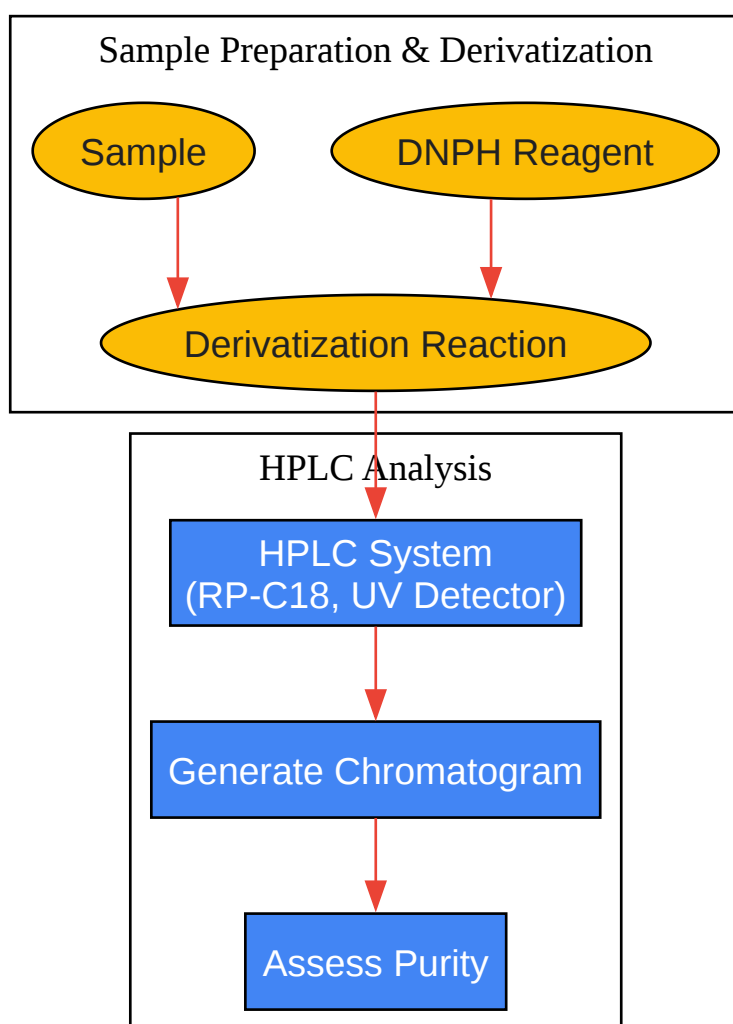 Sample Preparation & Derivatization
Sample
DNPH Reagent
Derivatization Reaction
HPLC Analysis
HPLC System
(RP-C18, UV Detector)
Generate Chromatogram
Assess Purity